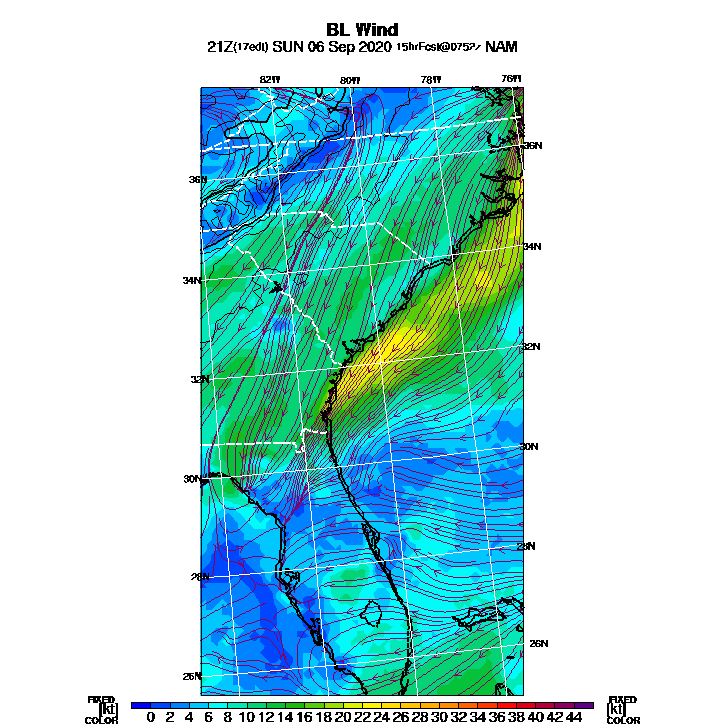 BL Wind
21Z(17edt) SUN 06 Sep 2020 15hrFcst@0752z NAM
82W 80W 78W 76W
36N
36N
34N
34N
32N
32N
30N
30N
28N
28N
26N
26N
FIXED FIXED
[kt] 0 2 4 6 8 10 12 14 16 18 20 22 24 26 28 30 32 34 36 38 40 42 44 [kt]
COLOR COLOR